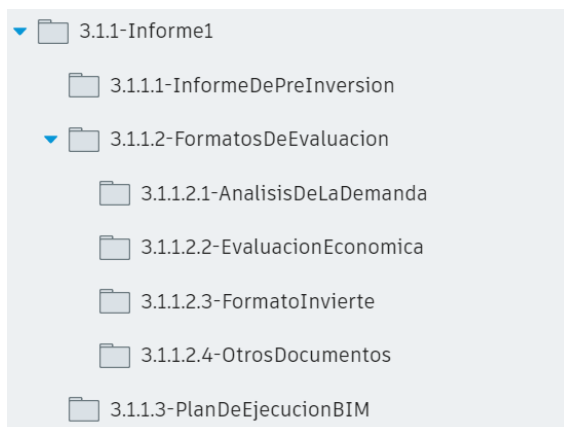 3.1.1-Informe1
3.1.1.1-InformeDePreInversion
3.1.1.2-FormatosDeEvaluacion
3.1.1.2.1-AnalisisDeLaDemanda
3.1.1.2.2-EvaluacionEconomica
3.1.1.2.3-FormatoInvierte
3.1.1.2.4-OtrosDocumentos
3.1.1.3-PlanDeEjecucionBIM